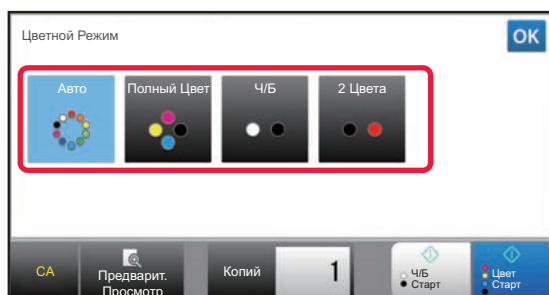 Цветной Режим
OK
Авто
Полный Цвет
Ч/Б
2 Цвета
CA
Предварит.
Просмотр
Копий
1
Ч/Б
Старт
Цвет
Старт